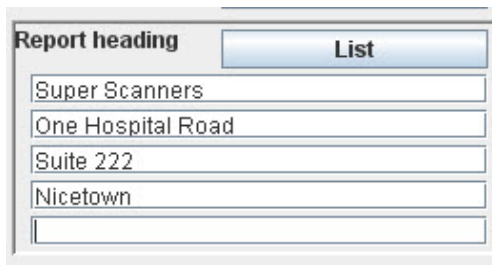 Report heading
List
Super Scanners
One Hospital Road
Suite 222
Nicetown